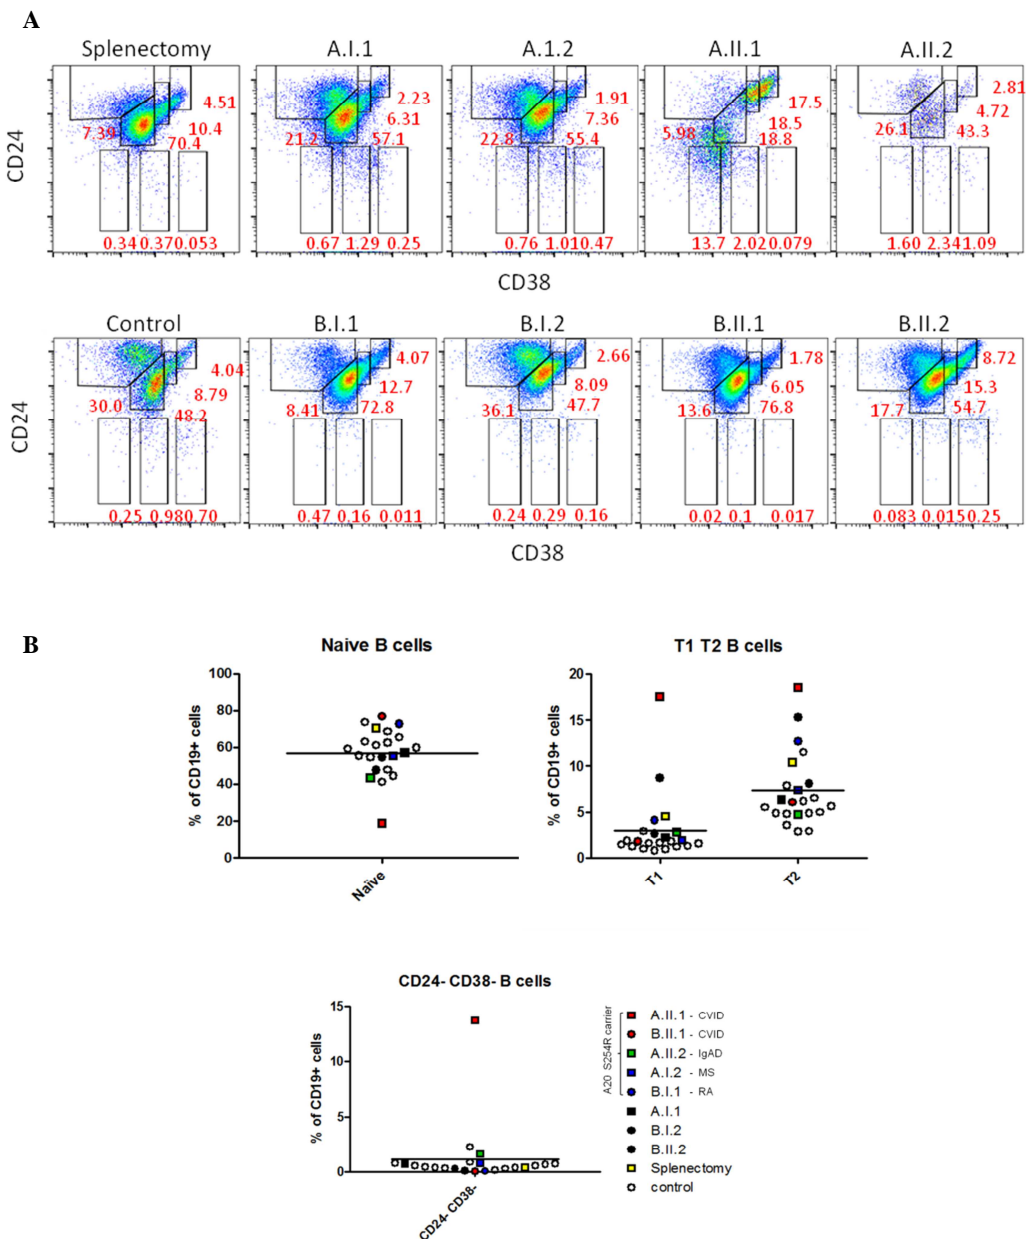 A
Splenectomy A.I.1 A.1.2 A.II.1 A.II.2
CD24
4.51
7.39 10.4
70.4
0.34 0.37 0.053
2.23
6.31
21.2 57.1
0.67 1.29 0.25
1.91
7.36
22.8 55.4
0.76 1.01 0.47
17.5
18.5
5.98 18.8
13.7 2.02 0.079
2.81
4.72
26.1 43.3
1.60 2.34 1.09
CD38
Control B.I.1 B.I.2 B.II.1 B.II.2
CD24
4.04
8.79
30.0 48.2
0.25 0.98 0.70
4.07
12.7
8.41 72.8
0.47 0.16 0.011
2.66
8.09
36.1 47.7
0.24 0.29 0.16
1.78
6.05
13.6 76.8
0.02 0.1 0.017
8.72
15.3
17.7 54.7
0.083 0.015 0.25
CD38
B
Naive B cells
% of CD19+ cells
100
80
60
40
20
0
Naïve
T1 T2 B cells
% of CD19+ cells
20
15
10
5
0
T1 T2
CD24- CD38- B cells
% of CD19+ cells
15
10
5
0
CD24- CD38-
A20 S254R carrier
A.II.1 - CVID
B.II.1 - CVID
A.II.2 - IgAD
A.I.2 - MS
B.I.1 - RA
A.I.1
B.I.2
B.II.2
Splenectomy
control